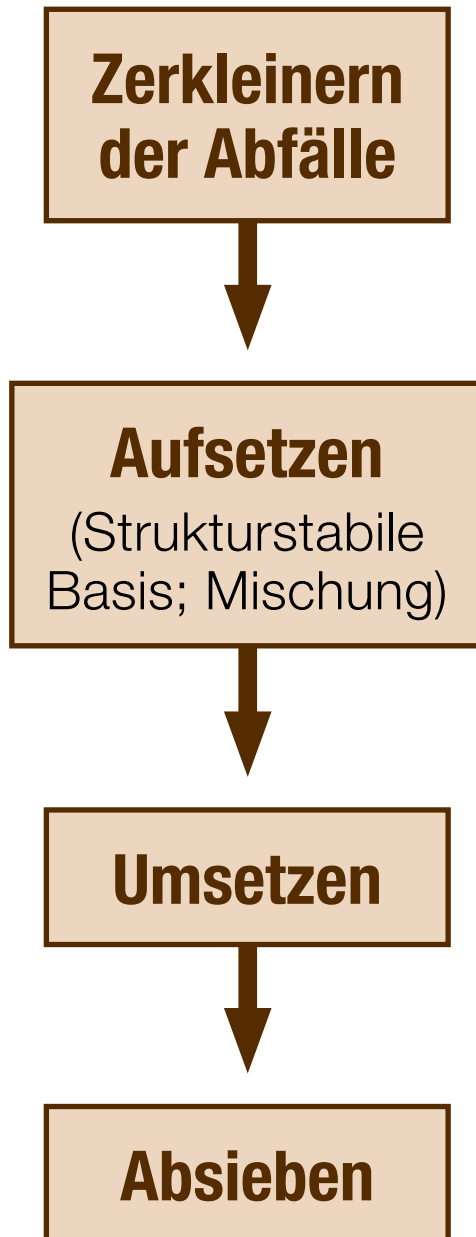 Zerkleinern
der Abfälle
Aufsetzen
(Strukturstabile
Basis; Mischung)
Umsetzen
Absieben